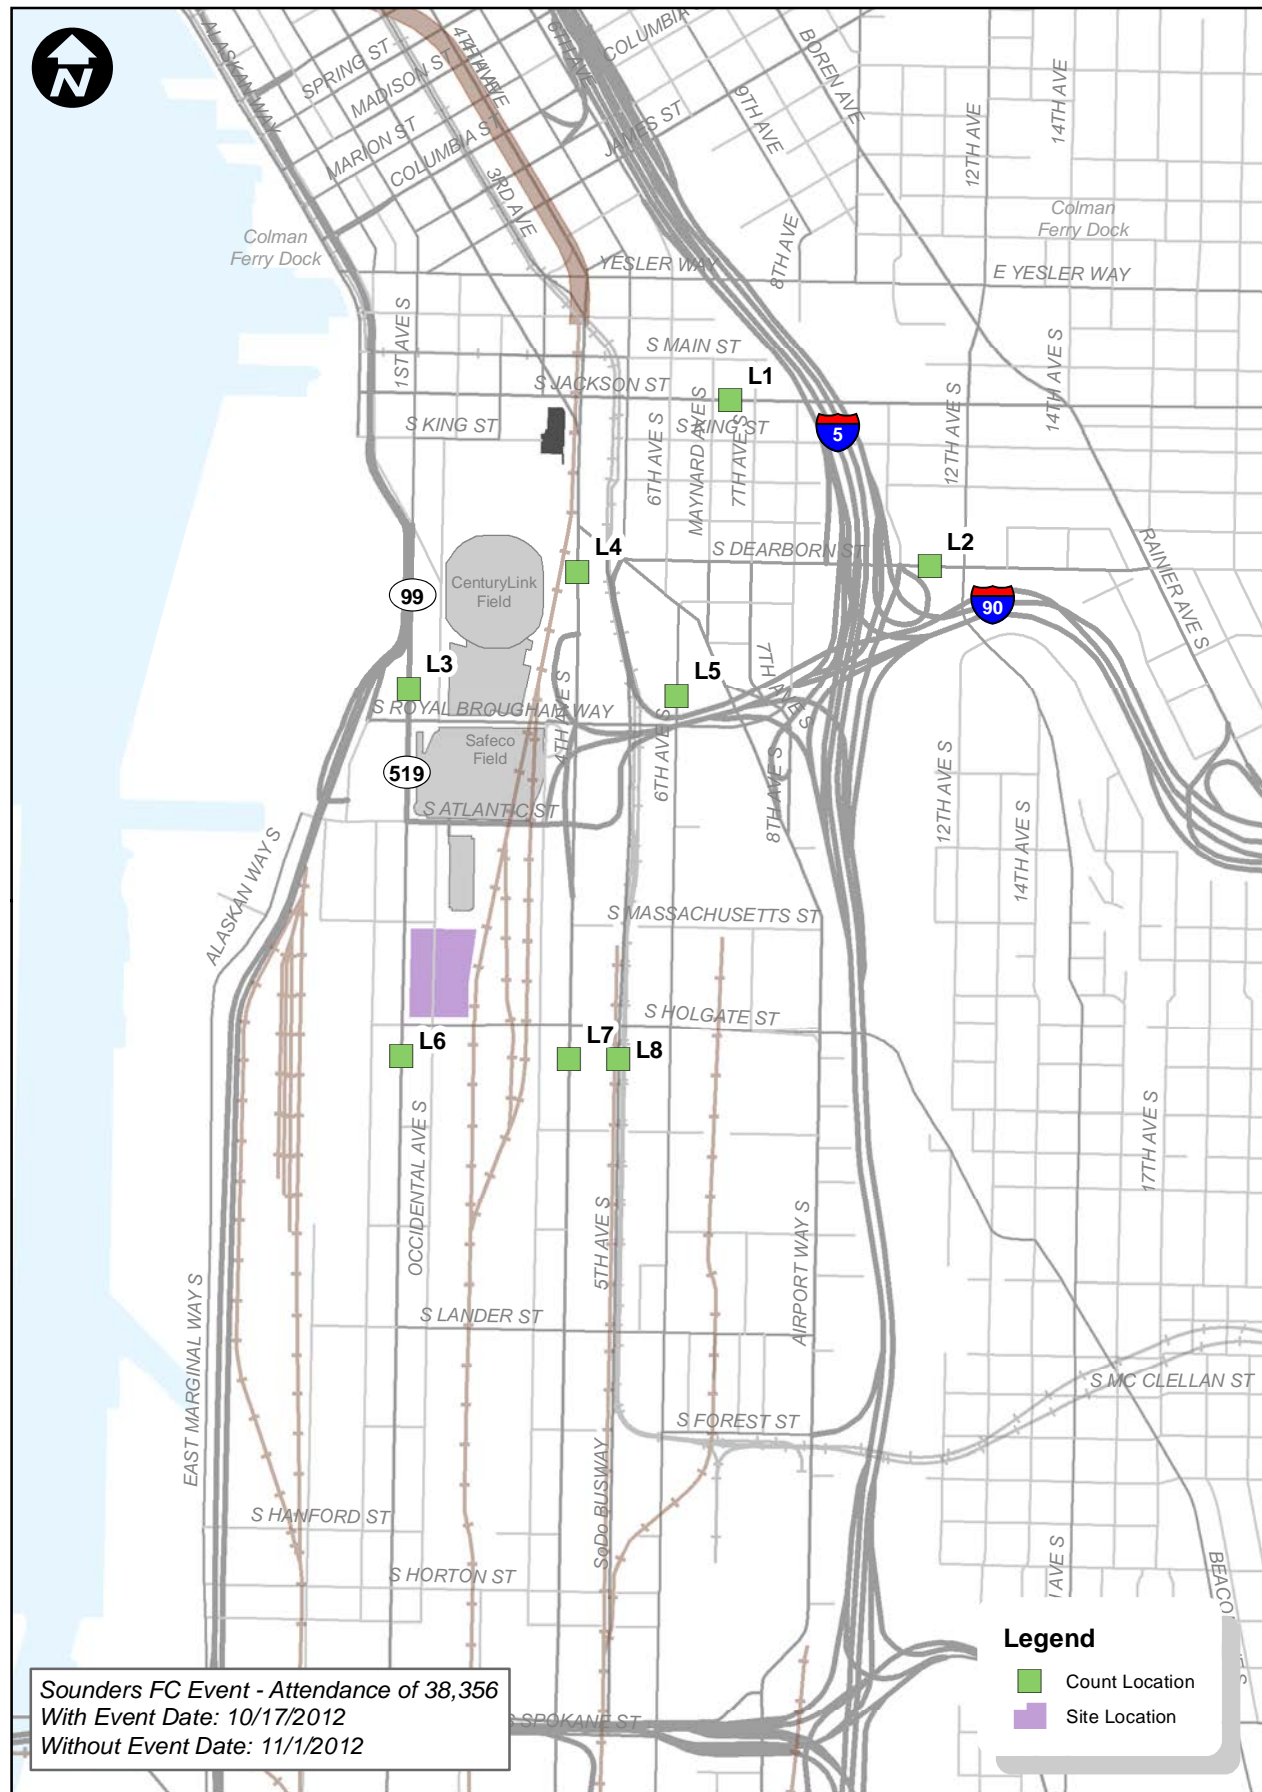 N
ALASKAN WAY
SPRING ST
MADISON ST
MARION ST
COLUMBIA ST
4TH AVE
6TH AVE
COLUMBIA
JAMES ST
3RD AVE
9TH AVE
BOREN AVE
12TH AVE
14TH AVE
8TH AVE
Colman
Ferry Dock
Colman
Ferry Dock
YESLER WAY
E YESLER WAY
1ST AVE S
S MAIN ST
S JACKSON ST
L1
S KING ST
S KING ST
6TH AVE S
MAYNARD AVE S
7TH AVE S
5
12TH AVE S
14TH AVE S
RAINIER AVE S
L4
S DEARBORN ST
L2
CenturyLink
Field
99
90
L3
L5
7TH AVE S
4TH AVE S
S ROYAL BROUGHAM WAY
Safeco
Field
519
6TH AVE S
8TH AVE S
12TH AVE S
14TH AVE S
S ATLANTIC ST
ALASKAN WAY S
S MASSACHUSETTS ST
S HOLGATE ST
L6
L7
L8
OCCIDENTAL AVE S
17TH AVE S
5TH AVE S
AIRPORT WAY S
EAST MARGINAL WAY S
S LANDER ST
S MC CLELLAN ST
S FOREST ST
SoDo BUSWAY
S HANFORD ST
S HORTON ST
AVE S
S SPOKANE ST
Sounders FC Event - Attendance of 38,356
With Event Date: 10/17/2012
Without Event Date: 11/1/2012
Legend
Count Location
Site Location